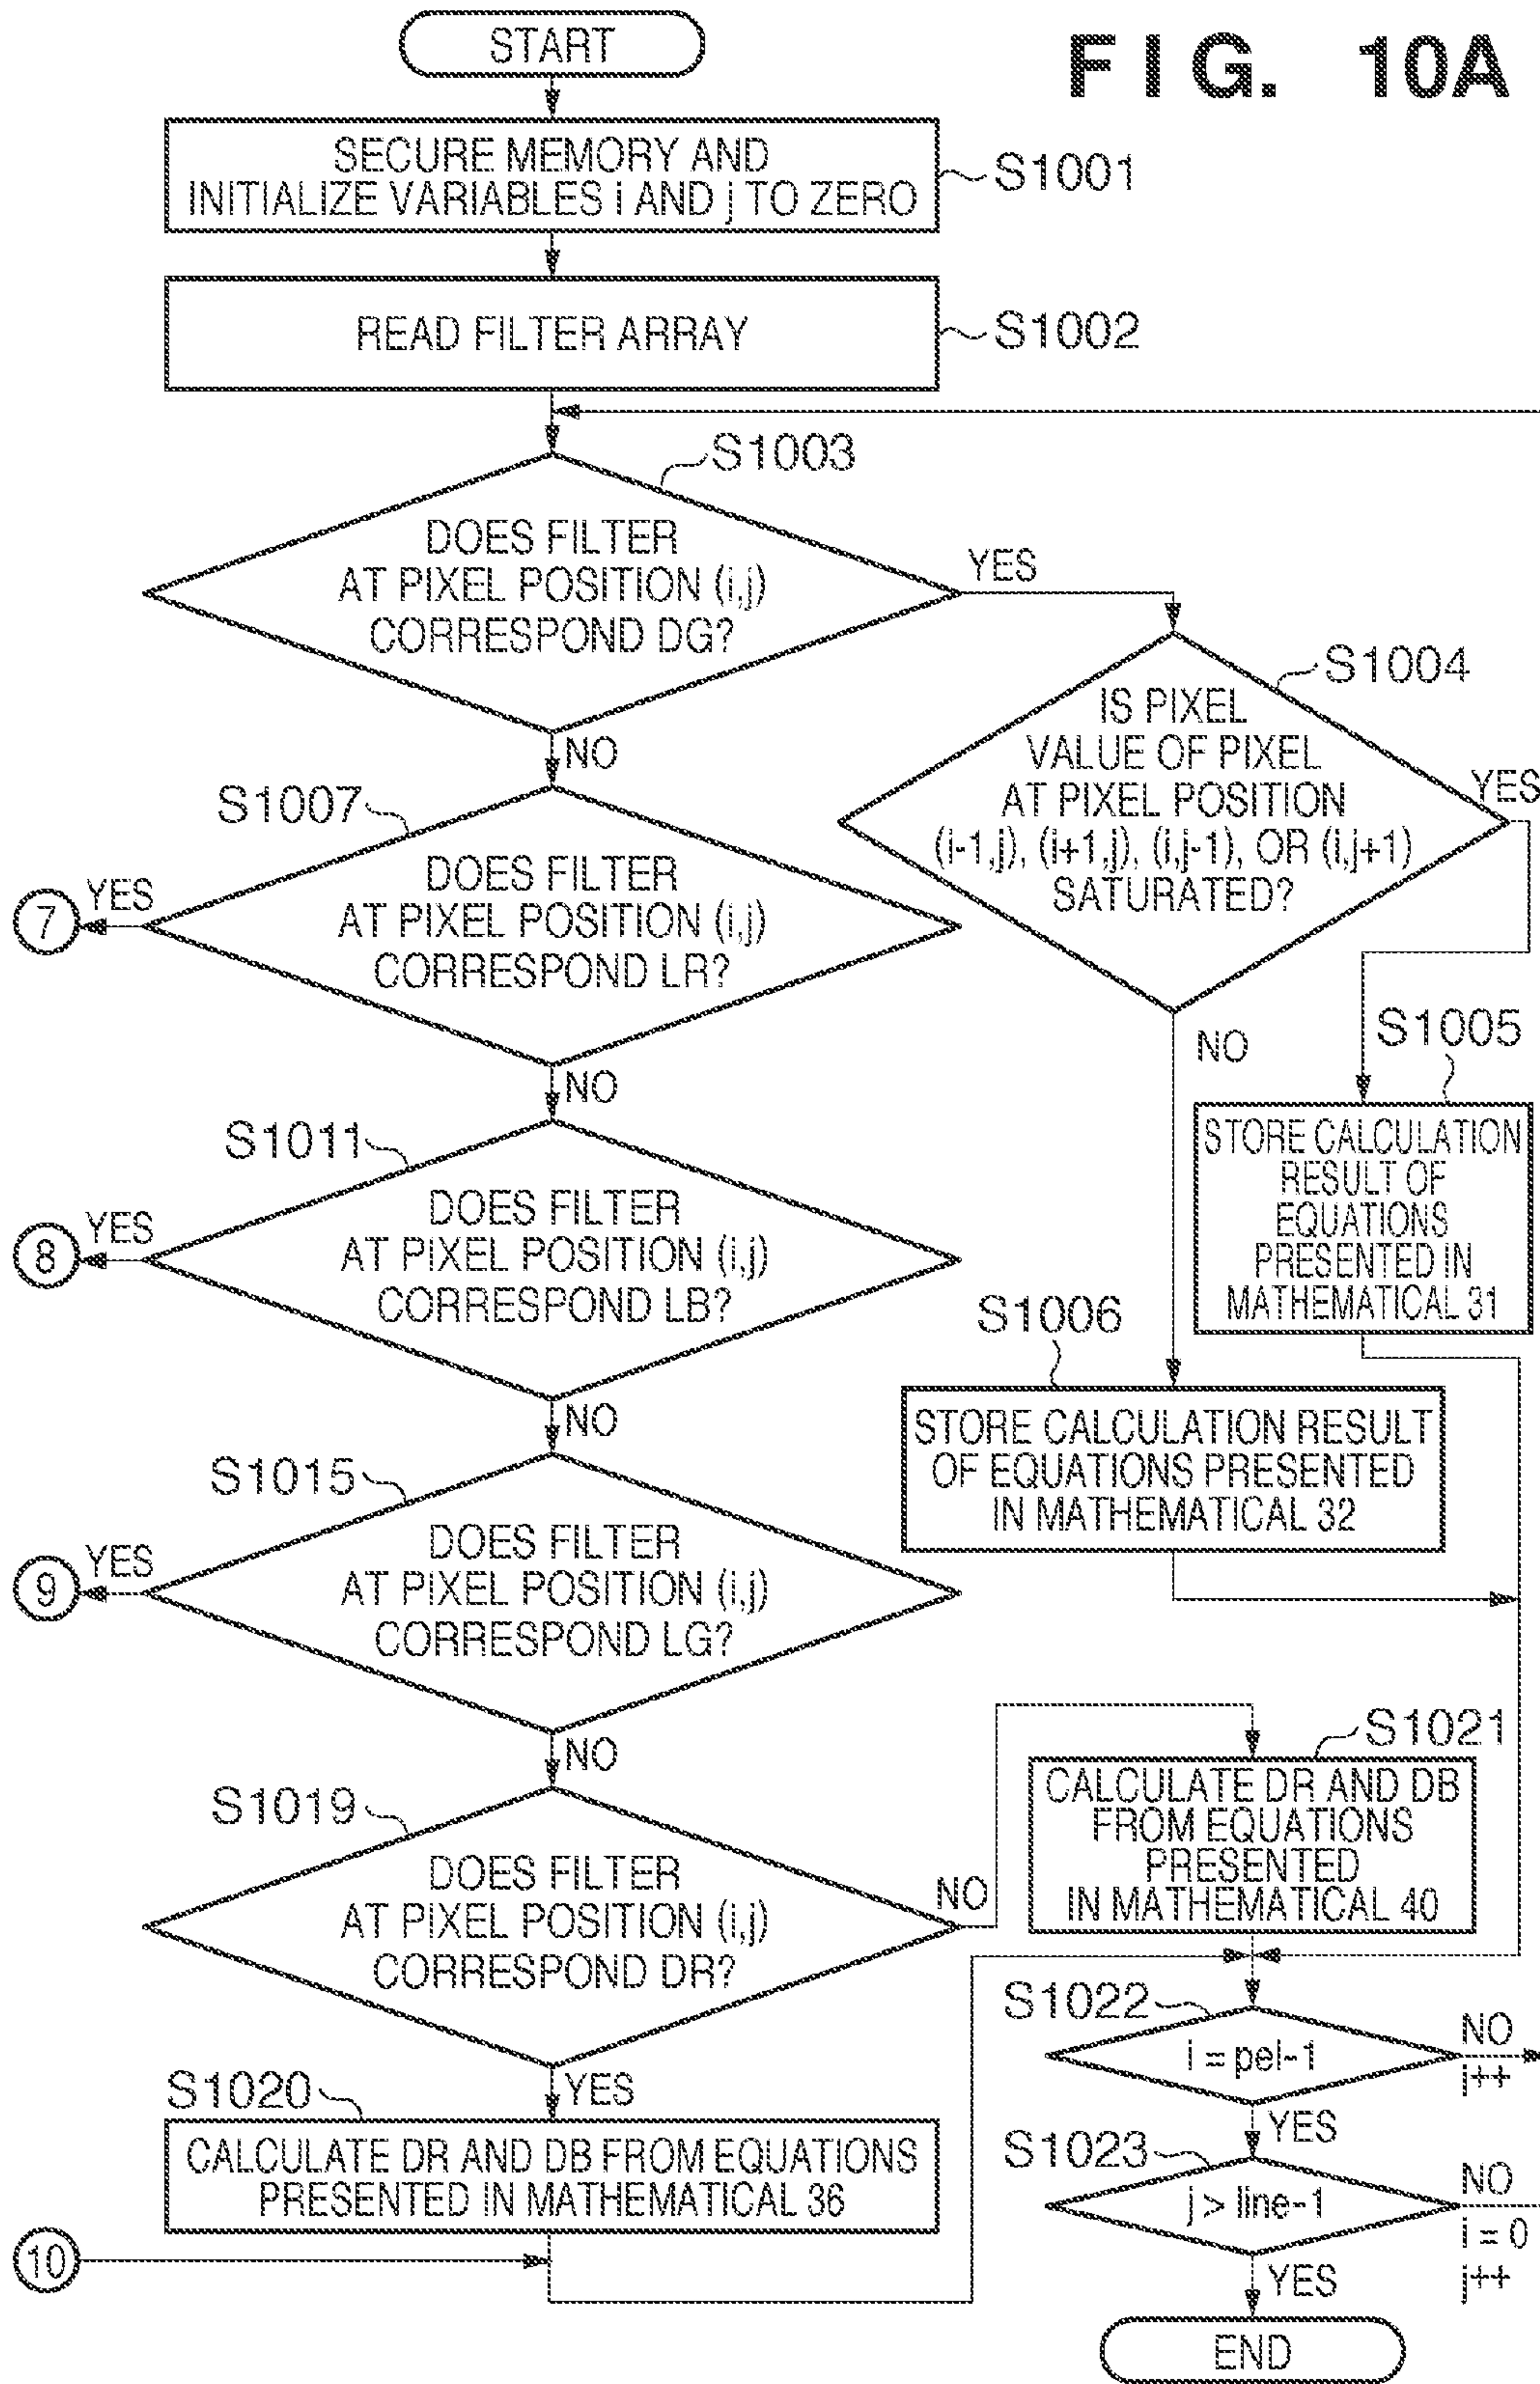 FIG. 10A
START
SECURE MEMORY AND
INITIALIZE VARIABLES i AND j TO ZERO
S1001
READ FILTER ARRAY
S1002
S1003
DOES FILTER
AT PIXEL POSITION (i,j)
CORRESPOND DG?
YES
NO
S1004
IS PIXEL
VALUE OF PIXEL
AT PIXEL POSITION
(i-1,j), (i+1,j), (i,j-1), OR (i,j+1)
SATURATED?
YES
NO
S1005
STORE CALCULATION
RESULT OF
EQUATIONS
PRESENTED IN
MATHEMATICAL 31
S1006
STORE CALCULATION RESULT
OF EQUATIONS PRESENTED
IN MATHEMATICAL 32
S1007
DOES FILTER
AT PIXEL POSITION (i,j)
CORRESPOND LR?
YES
7
NO
S1011
DOES FILTER
AT PIXEL POSITION (i,j)
CORRESPOND LB?
YES
8
NO
S1015
DOES FILTER
AT PIXEL POSITION (i,j)
CORRESPOND LG?
YES
9
NO
S1019
DOES FILTER
AT PIXEL POSITION (i,j)
CORRESPOND DR?
NO
YES
S1021
CALCULATE DR AND DB
FROM EQUATIONS
PRESENTED
IN MATHEMATICAL 40
S1020
CALCULATE DR AND DB FROM EQUATIONS
PRESENTED IN MATHEMATICAL 36
10
S1022
i = pel-1
NO
i++
YES
S1023
j > line-1
NO
i = 0
j++
YES
END